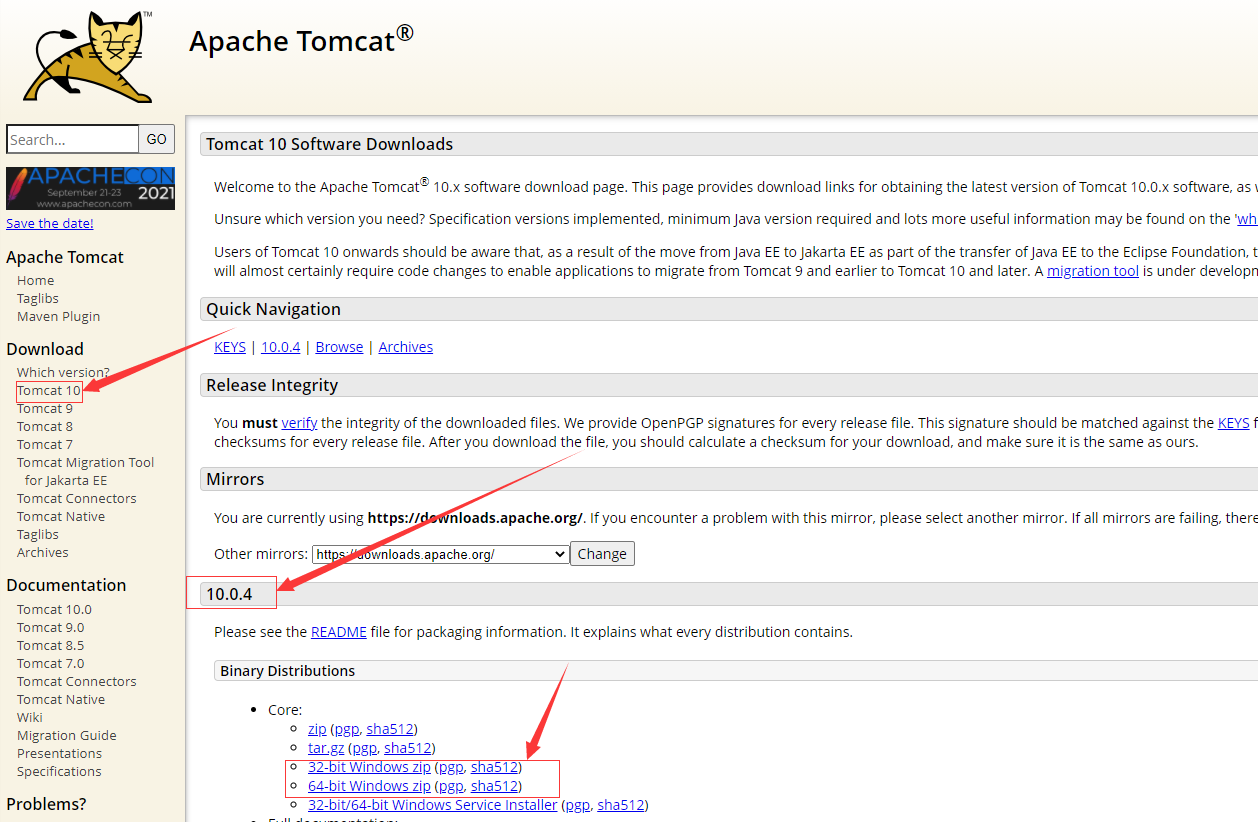 TM
Apache Tomcat®
Search... GO
APACHECON
September 21-23 2021
www.apachecon.com
Save the date!
Apache Tomcat
Home
Taglibs
Maven Plugin
Download
Which version?
Tomcat 10
Tomcat 9
Tomcat 8
Tomcat 7
Tomcat Migration Tool
for Jakarta EE
Tomcat Connectors
Tomcat Native
Taglibs
Archives
Documentation
Tomcat 10.0
Tomcat 9.0
Tomcat 8.5
Tomcat 7.0
Tomcat Connectors
Tomcat Native
Wiki
Migration Guide
Presentations
Specifications
Problems?
Tomcat 10 Software Downloads
Welcome to the Apache Tomcat® 10.x software download page. This page provides download links for obtaining the latest version of Tomcat 10.0.x software, as
Unsure which version you need? Specification versions implemented, minimum Java version required and lots more useful information may be found on the 'wh
Users of Tomcat 10 onwards should be aware that, as a result of the move from Java EE to Jakarta EE as part of the transfer of Java EE to the Eclipse Foundation, t
will almost certainly require code changes to enable applications to migrate from Tomcat 9 and earlier to Tomcat 10 and later. A migration tool is under developm
Quick Navigation
KEYS | 10.0.4 | Browse | Archives
Release Integrity
You must verify the integrity of the downloaded files. We provide OpenPGP signatures for every release file. This signature should be matched against the KEYS f
checksums for every release file. After you download the file, you should calculate a checksum for your download, and make sure it is the same as ours.
Mirrors
You are currently using https://downloads.apache.org/. If you encounter a problem with this mirror, please select another mirror. If all mirrors are failing, there
Other mirrors: https://downloads.apache.org/ Change
10.0.4
Please see the README file for packaging information. It explains what every distribution contains.
Binary Distributions
• Core:
zip (pgp, sha512)
tar.gz (pgp, sha512)
32-bit Windows zip (pgp, sha512)
64-bit Windows zip (pgp, sha512)
32-bit/64-bit Windows Service Installer (pgp, sha512)